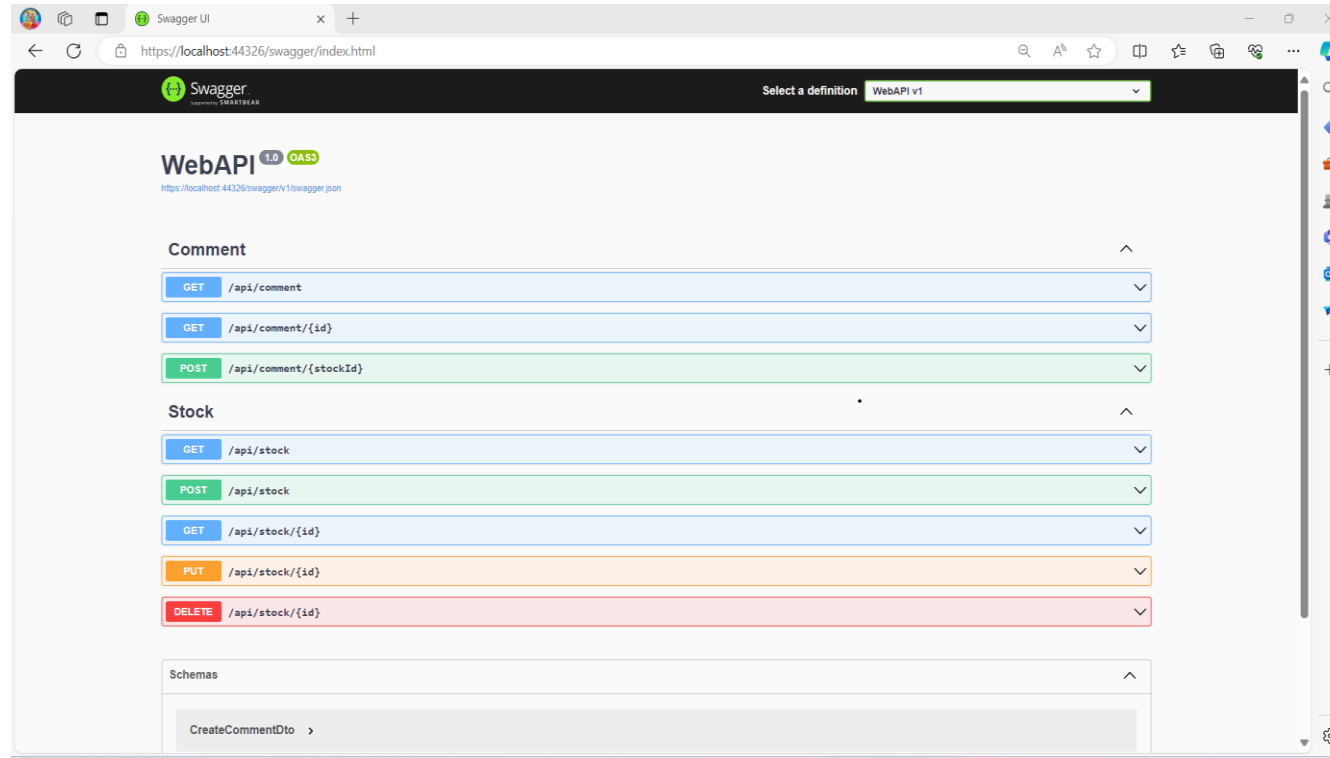 Swagger UI
https://localhost:44326/swagger/index.html
Swagger.
Supported by SMARTBEAR
Select a definition
WebAPI v1
WebAPI 1.0 OAS3
https://localhost:44326/swagger/v1/swagger.json
Comment
GET /api/comment
GET /api/comment/{id}
POST /api/comment/{stockId}
Stock
GET /api/stock
POST /api/stock
GET /api/stock/{id}
PUT /api/stock/{id}
DELETE /api/stock/{id}
Schemas
CreateCommentDto